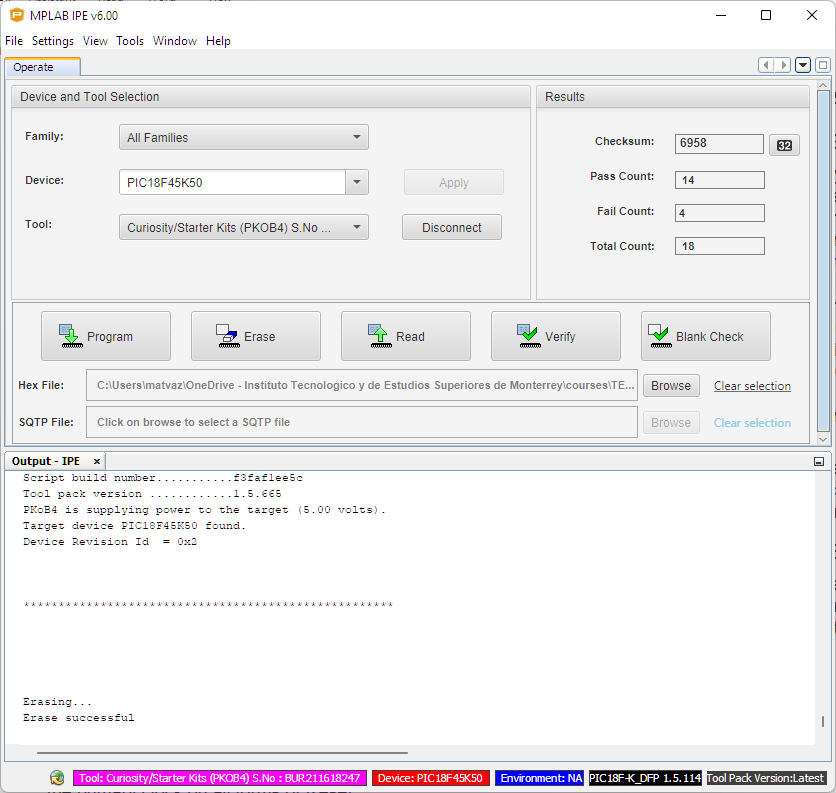 MPLAB IPE v6.00
File Settings View Tools Window Help
Operate
Device and Tool Selection
Results
Family:
All Families
Checksum:
6958
32
Device:
PIC18F45K50
Apply
Pass Count:
14
Tool:
Curiosity/Starter Kits (PKOB4) S.No ...
Disconnect
Fail Count:
4
Total Count:
18
Program
Erase
Read
Verify
Blank Check
Hex File:
C:\Users\matvaz\OneDrive - Instituto Tecnologico y de Estudios Superiores de Monterrey\courses\TE...
Browse
Clear selection
SQTP File:
Click on browse to select a SQTP file
Browse
Clear selection
Output - IPE x
Script build number...........f3faf1ee5c
Tool pack version ............1.5.665
PKoB4 is supplying power to the target (5.00 volts).
Target device PIC18F45K50 found.
Device Revision Id  = 0x2
*****************************************************
Erasing...
Erase successful
Tool: Curiosity/Starter Kits (PKOB4) S.No : BUR211618247
Device: PIC18F45K50
Environment: NA
PIC18F-K_DFP 1.5.114
Tool Pack Version:Latest